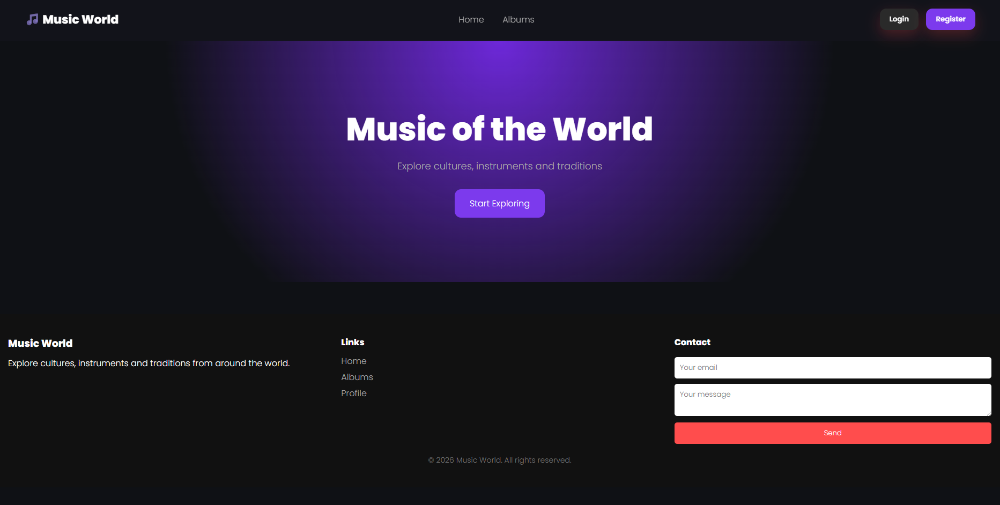 Music World
Home
Albums
Login
Register
Music of the World
Explore cultures, instruments and traditions
Start Exploring
Music World
Explore cultures, instruments and traditions from around the world.
Links
Home
Albums
Profile
Contact
Your email
Your message
Send
© 2026 Music World. All rights reserved.